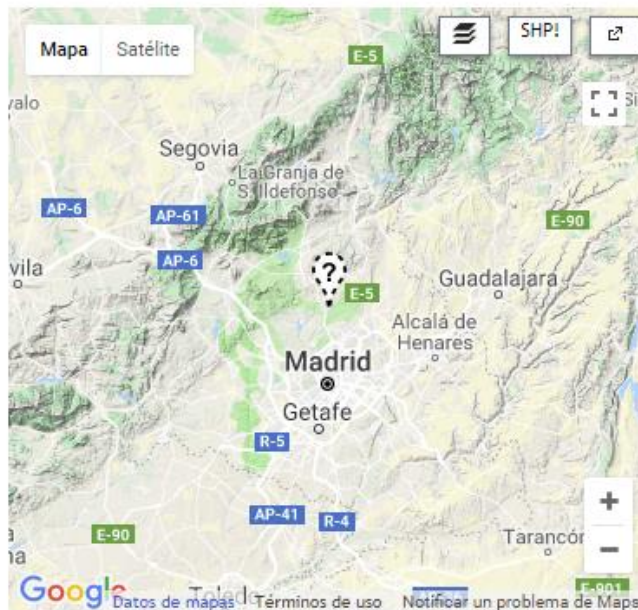 Mapa Satélite
SHP!
E-5
valo
Segovia
La Granja de
S. Ildefonso
AP-6
AP-61
E-90
AP-6
vila
?
E-5
Guadalajara
Alcalá de
Henares
Madrid
Getafe
R-5
AP-41
R-4
E-90
Tarancón
na
Google
Toledo
E-901
Datos de mapas
Términos de uso
Notificar un problema de Maps